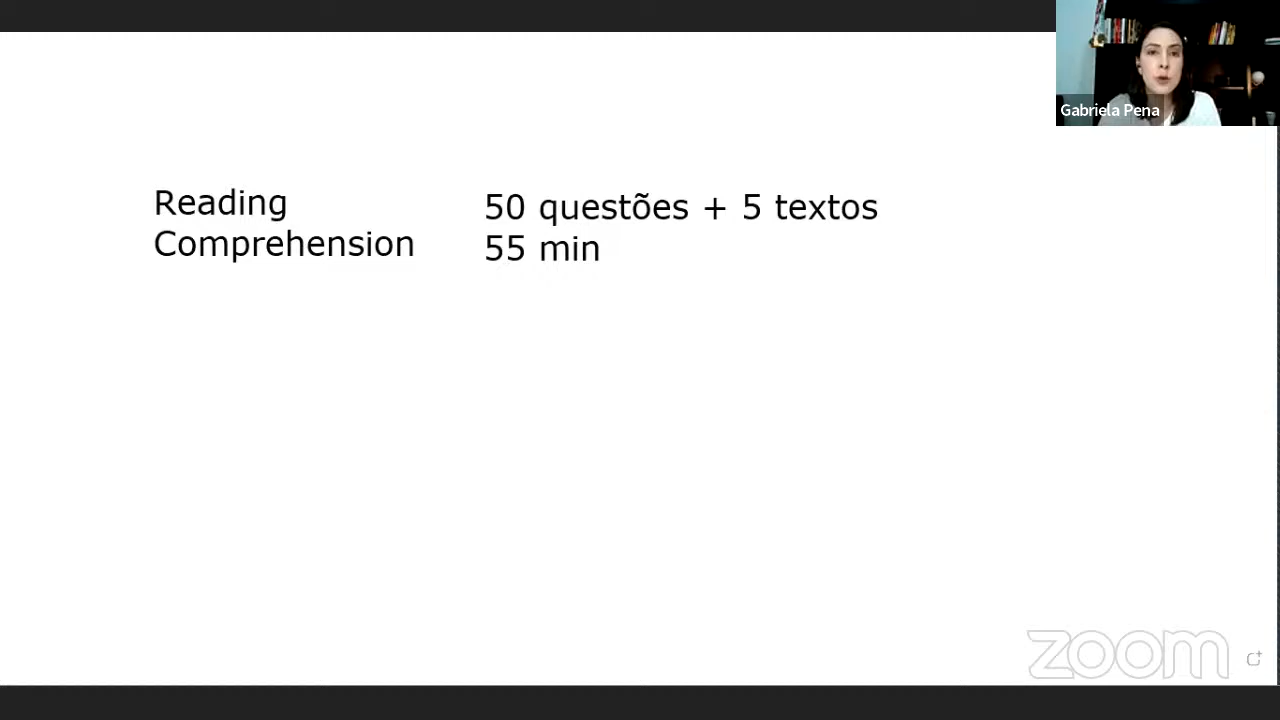 Gabriela Pena
Reading
Comprehension
50 questões + 5 textos
55 min
zoom